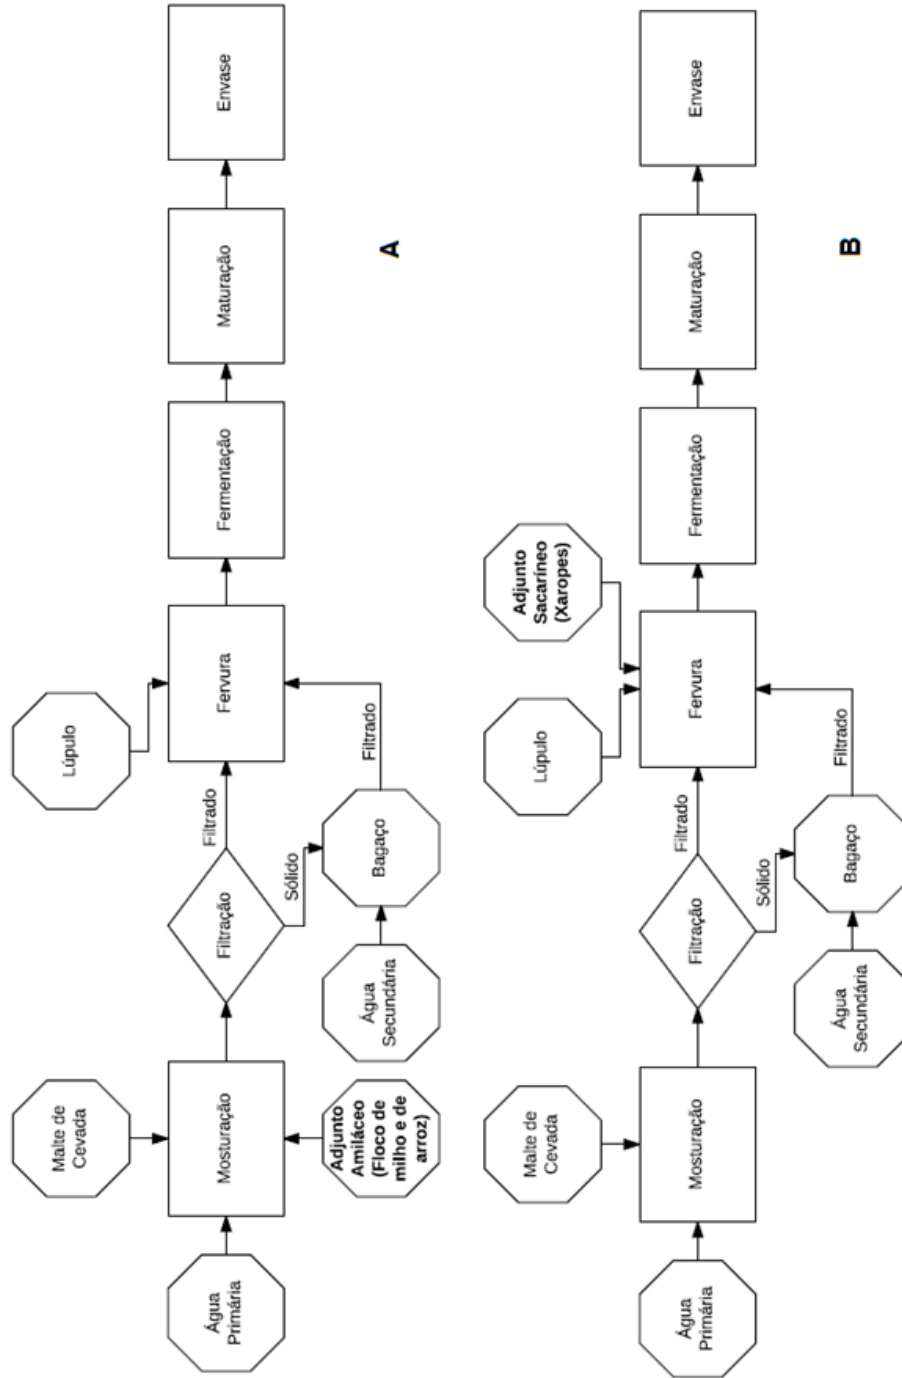 Água
Primária
Malte de
Cevada
Mosturação
Adjunto
Amiláceo
(Floco de
milho e de
arroz)
Filtração
Filtrado
Sólido
Água
Secundária
Bagaço
Filtrado
Lúpulo
Fervura
Fermentação
Maturação
Envase
A
Água
Primária
Malte de
Cevada
Mosturação
Filtração
Filtrado
Sólido
Água
Secundária
Bagaço
Filtrado
Lúpulo
Adjunto
Sacaríneo
(Xaropes)
Fervura
Fermentação
Maturação
Envase
B